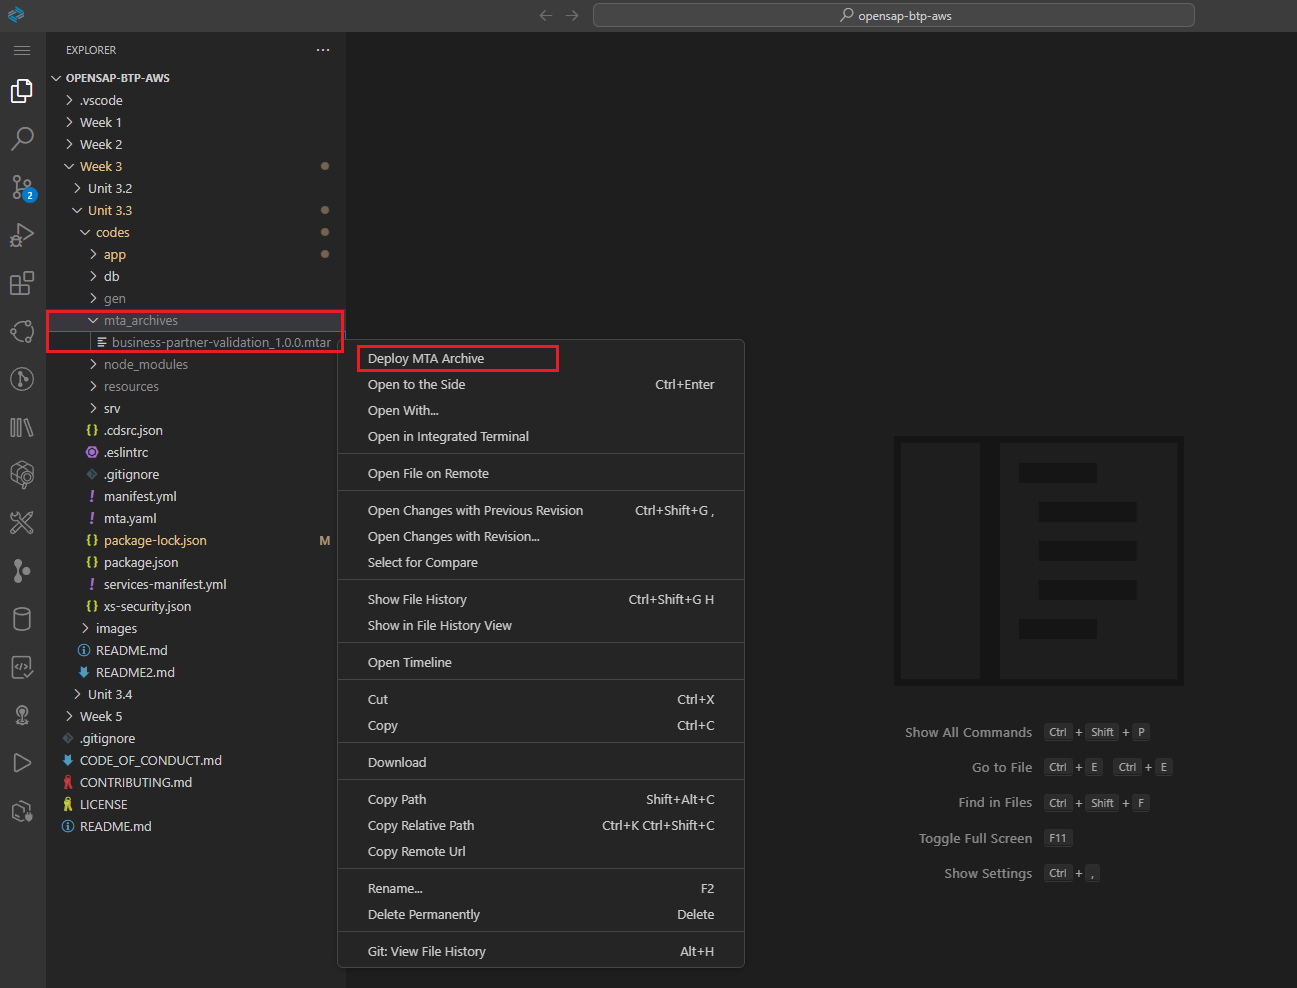 opensap-btp-aws
EXPLORER
OPENSAP-BTP-AWS
.vscode
Week 1
Week 2
Week 3
Unit 3.2
Unit 3.3
codes
app
db
gen
mta_archives
business-partner-validation_1.0.0.mtar
node_modules
resources
srv
.cdsrc.json
.eslintrc
.gitignore
manifest.yml
mta.yaml
package-lock.json M
package.json
services-manifest.yml
xs-security.json
images
README.md
README2.md
Unit 3.4
Week 5
.gitignore
CODE_OF_CONDUCT.md
CONTRIBUTING.md
LICENSE
README.md
2
Deploy MTA Archive
Open to the Side Ctrl+Enter
Open With...
Open in Integrated Terminal
Open File on Remote
Open Changes with Previous Revision Ctrl+Shift+G ,
Open Changes with Revision...
Select for Compare
Show File History Ctrl+Shift+G H
Show in File History View
Open Timeline
Cut Ctrl+X
Copy Ctrl+C
Download
Copy Path Shift+Alt+C
Copy Relative Path Ctrl+K Ctrl+Shift+C
Copy Remote Url
Rename... F2
Delete Permanently Delete
Git: View File History Alt+H
Show All Commands Ctrl + Shift + P
Go to File Ctrl + E Ctrl + E
Find in Files Ctrl + Shift + F
Toggle Full Screen F11
Show Settings Ctrl + ,